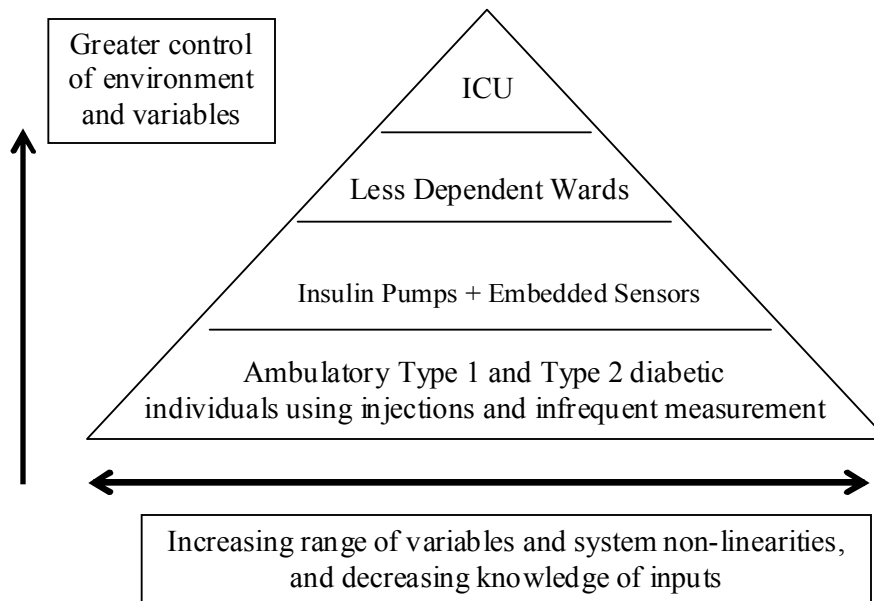 Greater control
of environment
and variables
ICU
Less Dependent Wards
Insulin Pumps + Embedded Sensors
Ambulatory Type 1 and Type 2 diabetic
individuals using injections and infrequent measurement
Increasing range of variables and system non-linearities,
and decreasing knowledge of inputs